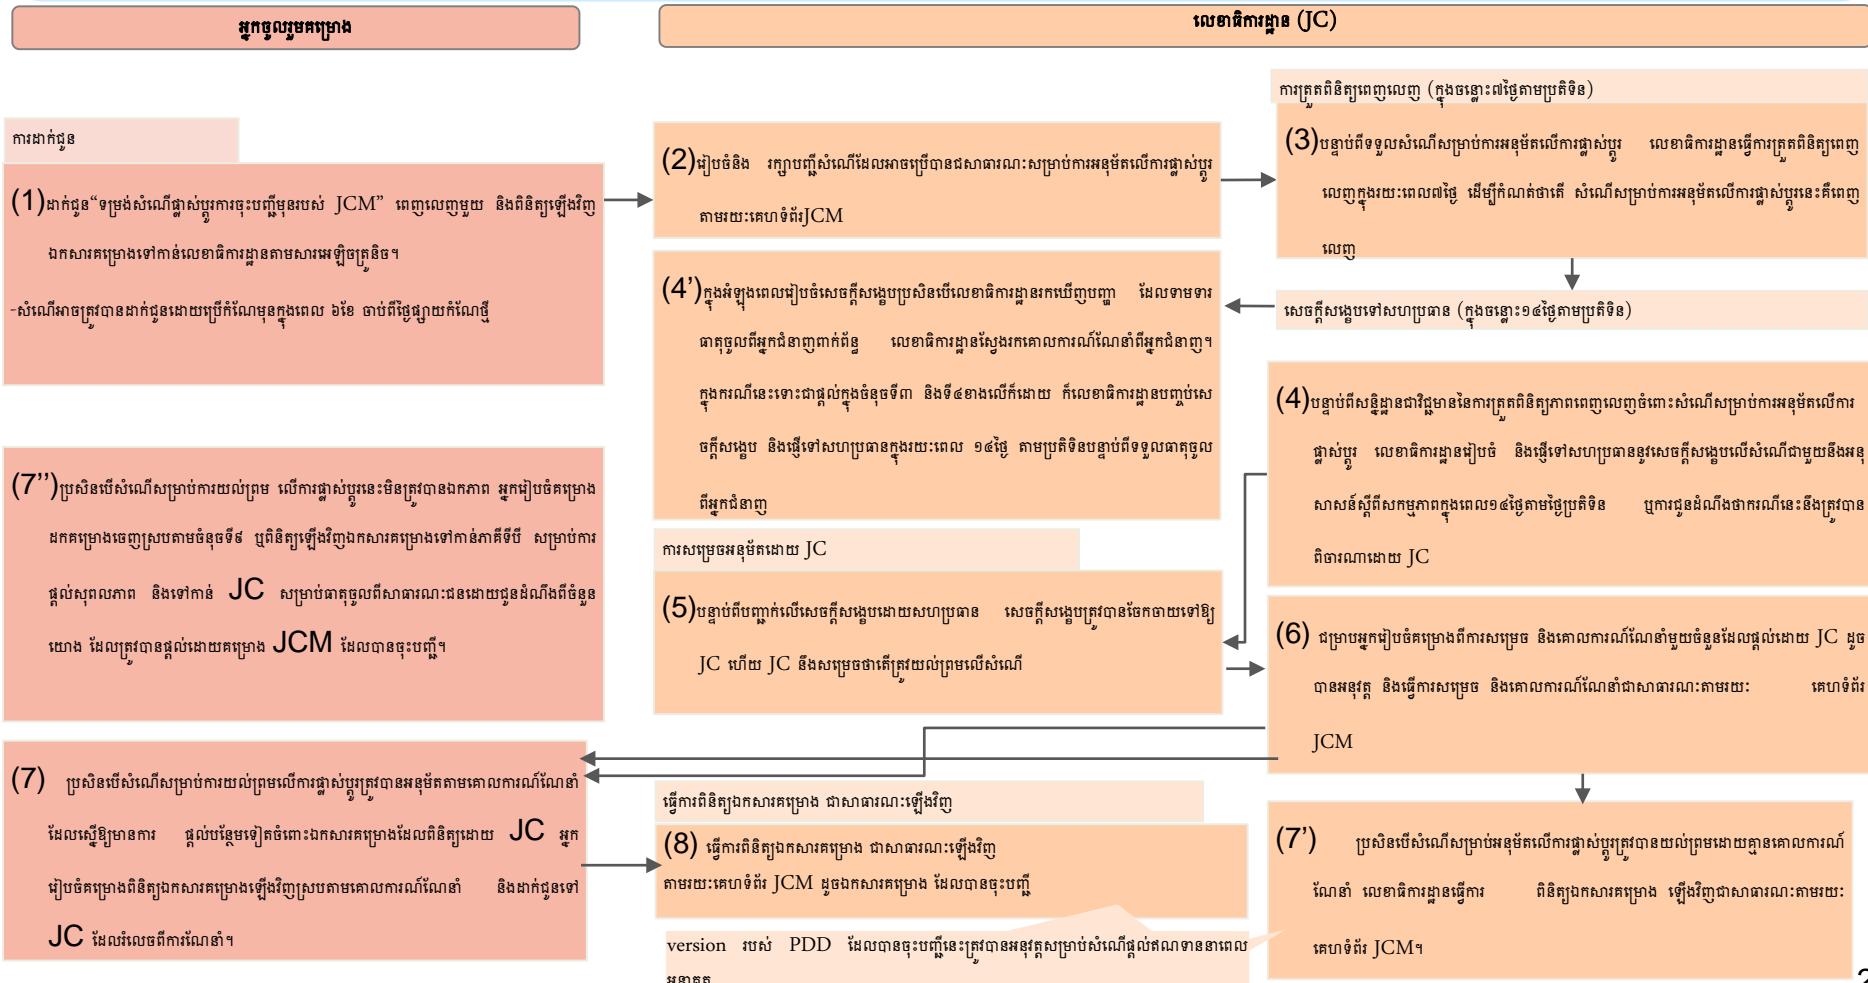 អ្នកចូលរួមគម្រោង
លេខាធិការដ្ឋាន (JC)
ការដាក់ជូន
(1)ដាក់ជូន“ទម្រង់សំណើផ្លាស់ប្តូរការចុះបញ្ជីមុនរបស់ JCM” ពេញលេញមួយ និងពិនិត្យឡើងវិញ
ឯកសារគម្រោងទៅកាន់លេខាធិការដ្ឋានតាមសារអេឡិចត្រូនិច។
-សំណើអាចត្រូវបានដាក់ជូនដោយប្រើកំណែមុនក្នុងពេល ៦ខែ ចាប់ពីថ្ងៃផ្សាយកំណែថ្មី
(2)រៀបចំនិង រក្សាបញ្ជីសំណើដែលអាចប្រើបានជសាធារណៈសម្រាប់ការអនុម័តលើការផ្លាស់ប្តូរ
តាមរយៈគេហទំព័រJCM
ការត្រួតពិនិត្យពេញលេញ (ក្នុងចន្លោះ៧ថ្ងៃតាមប្រតិទិន)
(3)បន្ទាប់ពីទទួលសំណើសម្រាប់ការអនុម័តលើការផ្លាស់ប្តូរ លេខាធិការដ្ឋានធ្វើការត្រួតពិនិត្យពេញ
លេញក្នុងរយៈពេល៧ថ្ងៃ ដើម្បីកំណត់ថាតើ សំណើសម្រាប់ការអនុម័តលើការផ្លាស់ប្តូរនេះគឺពេញ
លេញ
(4’)ក្នុងអំឡុងពេលរៀបចំសេចក្តីសង្ខេបប្រសិនបើលេខាធិការដ្ឋានរកឃើញបញ្ហា ដែលទាមទារ
ធាតុចូលពីអ្នកជំនាញពាក់ព័ន្ធ លេខាធិការដ្ឋានស្វែងរកគោលការណ៍ណែនាំពីអ្នកជំនាញ។
ក្នុងករណីនេះទោះជាផ្តល់ក្នុងចំនុចទី៣ និងទី៤ខាងលើក៏ដោយ ក៏លេខាធិការដ្ឋានបញ្ចប់សេ
ចក្តីសង្ខេប និងផ្ញើទៅសហប្រធានក្នុងរយៈពេល ១៤ថ្ងៃ តាមប្រតិទិនបន្ទាប់ពីទទួលធាតុចូល
ពីអ្នកជំនាញ
សេចក្តីសង្ខេបទៅសហប្រធាន (ក្នុងចន្លោះ១៤ថ្ងៃតាមប្រតិទិន)
(4)បន្ទាប់ពីសន្និដ្ឋានជាវិជ្ជមាននៃការត្រួតពិនិត្យភាពពេញលេញចំពោះសំណើសម្រាប់ការអនុម័តលើការ
ផ្លាស់ប្តូរ លេខាធិការដ្ឋានរៀបចំ និងផ្ញើទៅសហប្រធាននូវសេចក្តីសង្ខេបលើសំណើជាមួយនឹងអនុ
សាសន៍ស្តីពីសកម្មភាពក្នុងពេល១៤ថ្ងៃតាមថ្ងៃប្រតិទិន ឬការជូនដំណឹងថាករណីនេះនឹងត្រូវបាន
ពិចារណាដោយ JC
(7’’)ប្រសិនបើសំណើសម្រាប់ការយល់ព្រម លើការផ្លាស់ប្តូរនេះមិនត្រូវបានឯកភាព អ្នករៀបចំគម្រោង
ដកគម្រោងចេញស្របតាមចំនុចទី៩ ឬពិនិត្យឡើងវិញឯកសារគម្រោងទៅកាន់ភាគីទីបី សម្រាប់ការ
ផ្តល់សុពលភាព និងទៅកាន់ JC សម្រាប់ធាតុចូលពីសាធារណៈជនដោយជូនដំណឹងពីចំនួន
យោង ដែលត្រូវបានផ្តល់ដោយគម្រោង JCM ដែលបានចុះបញ្ជី។
ការសម្រេចអនុម័តដោយ JC
(5)បន្ទាប់ពីបញ្ជាក់លើសេចក្តីសង្ខេបដោយសហប្រធាន សេចក្តីសង្ខេបត្រូវបានចែកចាយទៅឱ្យ
JC ហើយ JC នឹងសម្រេចថាតើត្រូវយល់ព្រមលើសំណើ
(6) ជម្រាបអ្នករៀបចំគម្រោងពីការសម្រេច និងគោលការណ៍ណែនាំមួយចំនួនដែលផ្តល់ដោយ JC ដូច
បានអនុវត្ត និងធ្វើការសម្រេច និងគោលការណ៍ណែនាំជាសាធារណៈតាមរយៈ គេហទំព័រ
JCM
(7) ប្រសិនបើសំណើសម្រាប់ការយល់ព្រមលើការផ្លាស់ប្តូរត្រូវបានអនុម័តតាមគោលការណ៍ណែនាំ
ដែលស្នើឱ្យមានការ ផ្តល់បន្ថែមទៀតចំពោះឯកសារគម្រោងដែលពិនិត្យដោយ JC អ្នក
រៀបចំគម្រោងពិនិត្យឯកសារគម្រោងឡើងវិញស្របតាមគោលការណ៍ណែនាំ និងដាក់ជូនទៅ
JC ដែលរំលេចពីការណែនាំ។
ធ្វើការពិនិត្យឯកសារគម្រោង ជាសាធារណៈឡើងវិញ
(8) ធ្វើការពិនិត្យឯកសារគម្រោង ជាសាធារណៈឡើងវិញ
តាមរយៈគេហទំព័រ JCM ដូចឯកសារគម្រោង ដែលបានចុះបញ្ជី
version របស់ PDD ដែលបានចុះបញ្ជីនេះត្រូវបានអនុវត្តសម្រាប់សំណើផ្តល់ឥណទាននាពេល
អនាគត
(7’) ប្រសិនបើសំណើសម្រាប់អនុម័តលើការផ្លាស់ប្តូរត្រូវបានយល់ព្រមដោយគ្មានគោលការណ៍
ណែនាំ លេខាធិការដ្ឋានធ្វើការ ពិនិត្យឯកសារគម្រោង ឡើងវិញជាសាធារណៈតាមរយៈ
គេហទំព័រ JCM។